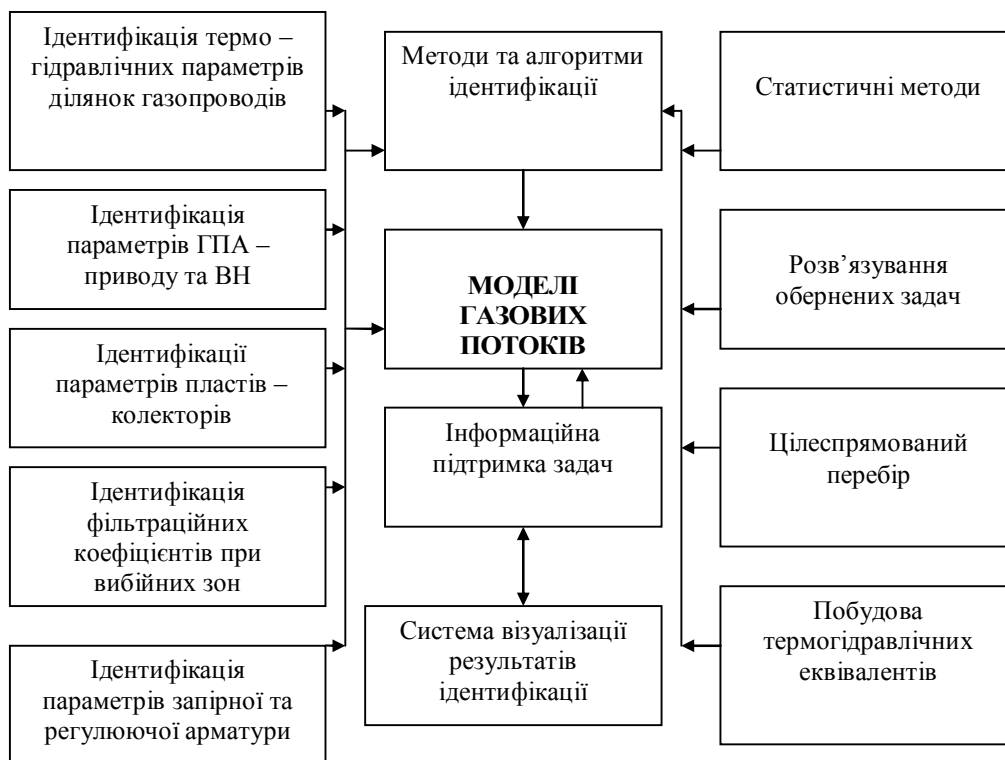 Ідентифікація термо –
гідравлічних параметрів
ділянок газопроводів
Ідентифікація
параметрів ГПА –
приводу та ВН
Ідентифікації
параметрів пластів –
колекторів
Ідентифікація
фільтраційних
коефіцієнтів при
вибійних зон
Ідентифікація
параметрів запірної та
регулюючої арматури
Методи та алгоритми
ідентифікації
МОДЕЛІ
ГАЗОВИХ
ПОТОКІВ
Інформаційна
підтримка задач
Система візуалізації
результатів
ідентифікації
Статистичні методи
Розв’язування
обернених задач
Цілеспрямований
перебір
Побудова
термогідравлічних
еквівалентів